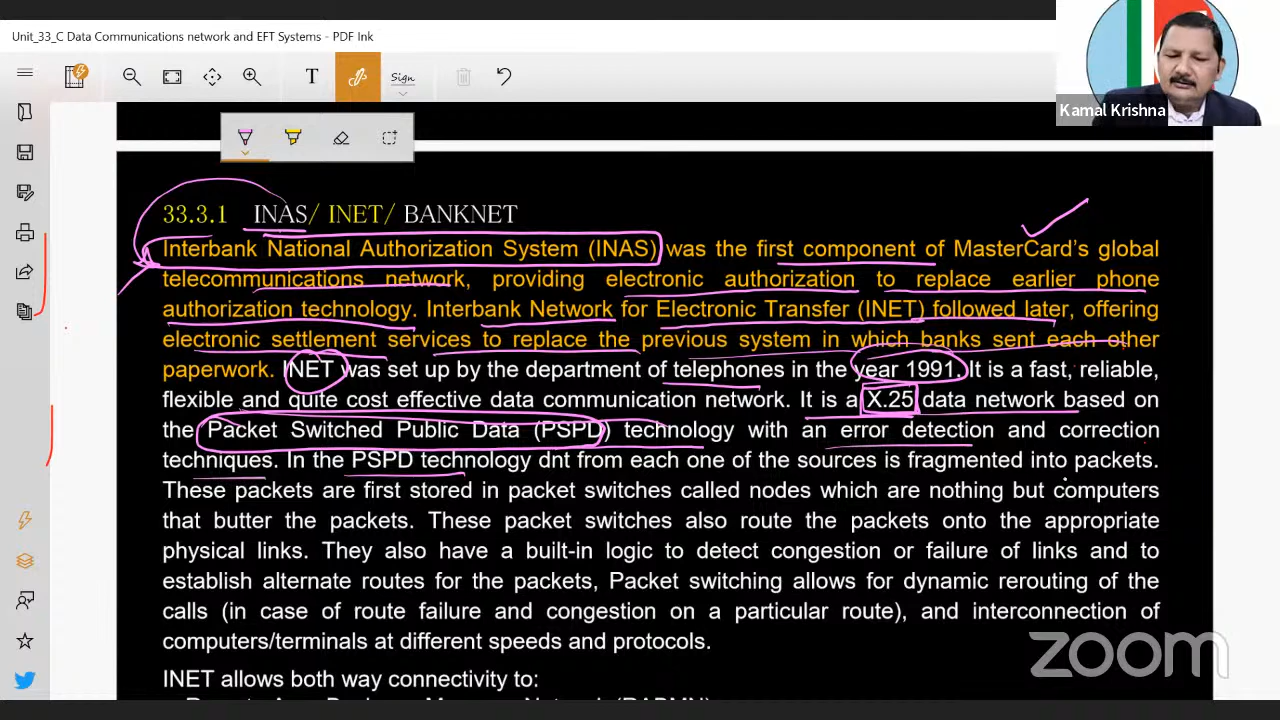 Unit_33_C Data Communications network and EFT Systems - PDF Ink
T
Sign
Kamal Krishna
33.3.1 INAS/ INET/ BANKNET
Interbank National Authorization System (INAS) was the first component of MasterCard's global
telecommunications network, providing electronic authorization to replace earlier phone
authorization technology. Interbank Network for Electronic Transfer (INET) followed later, offering
electronic settlement services to replace the previous system in which banks sent each other
paperwork. INET was set up by the department of telephones in the year 1991. It is a fast, reliable,
flexible and quite cost effective data communication network. It is a X.25 data network based on
the Packet Switched Public Data (PSPD) technology with an error detection and correction
techniques. In the PSPD technology dnt from each one of the sources is fragmented into packets.
These packets are first stored in packet switches called nodes which are nothing but computers
that butter the packets. These packet switches also route the packets onto the appropriate
physical links. They also have a built-in logic to detect congestion or failure of links and to
establish alternate routes for the packets, Packet switching allows for dynamic rerouting of the
calls (in case of route failure and congestion on a particular route), and interconnection of
computers/terminals at different speeds and protocols.
zoom
INET allows both way connectivity to: